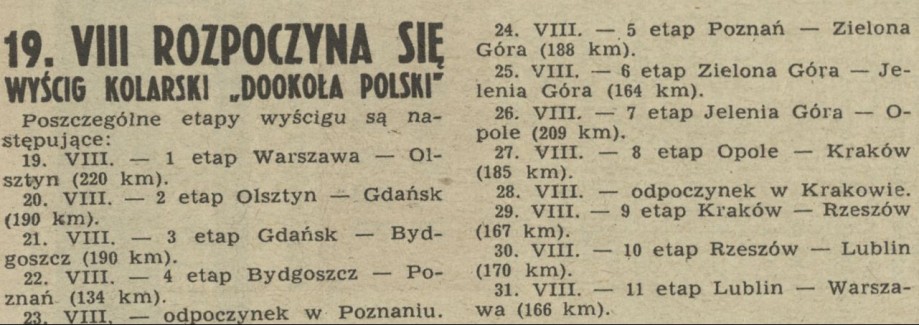 19. VIII ROZPOCZYNA SIĘ
WYŚCIG KOLARSKI „DOOKOŁA POLSKI"
Poszczególne etapy wyścigu są na-
stępujące:
19. VIII. — 1 etap Warszawa — Ol-
sztyn (220 km).
20. VIII. — 2 etap Olsztyn — Gdańsk
(190 km).
21. VIII. — 3 etap Gdańsk — Byd-
goszcz (190 km).
22. VIII. — 4 etap Bydgoszcz — Po-
znań (134 km).
23. VIII. — odpoczynek w Poznaniu.
24. VIII. — 5 etap Poznań — Zielona
Góra (188 km).
25. VIII. — 6 etap Zielona Góra — Je-
lenia Góra (164 km).
26. VIII. — 7 etap Jelenia Góra — O-
pole (209 km).
27. VIII. — 8 etap Opole — Kraków
(185 km).
28. VIII. — odpoczynek w Krakowie.
29. VIII. — 9 etap Kraków — Rzeszów
(167 km).
30. VIII. — 10 etap Rzeszów — Lublin
(170 km).
31. VIII. — 11 etap Lublin — Warsza-
wa (166 km).